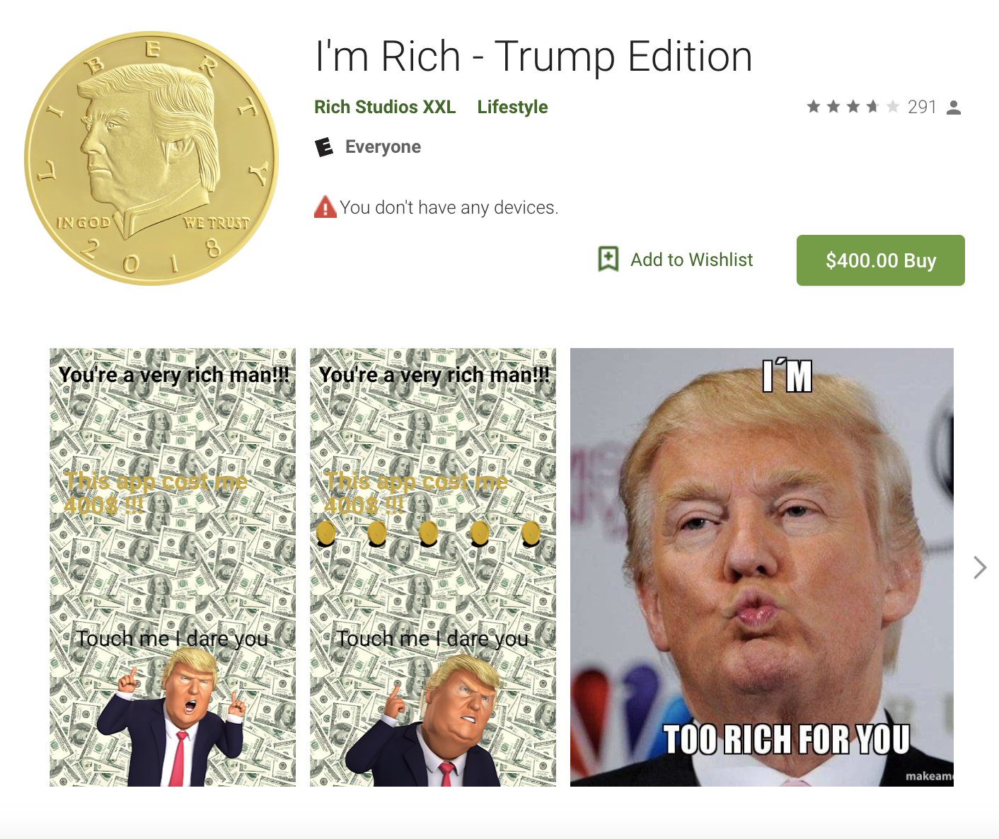 LIBERTY
IN GOD WE TRUST
2018
I'm Rich - Trump Edition
Rich Studios XXL Lifestyle
291
E Everyone
You don't have any devices.
Add to Wishlist
$400.00 Buy
You're a very rich man!!!
This app cost me
400$ !!!
Touch me I dare you
You're a very rich man!!!
This app cost me
400$ !!!
Touch me I dare you
I´M
TOO RICH FOR YOU